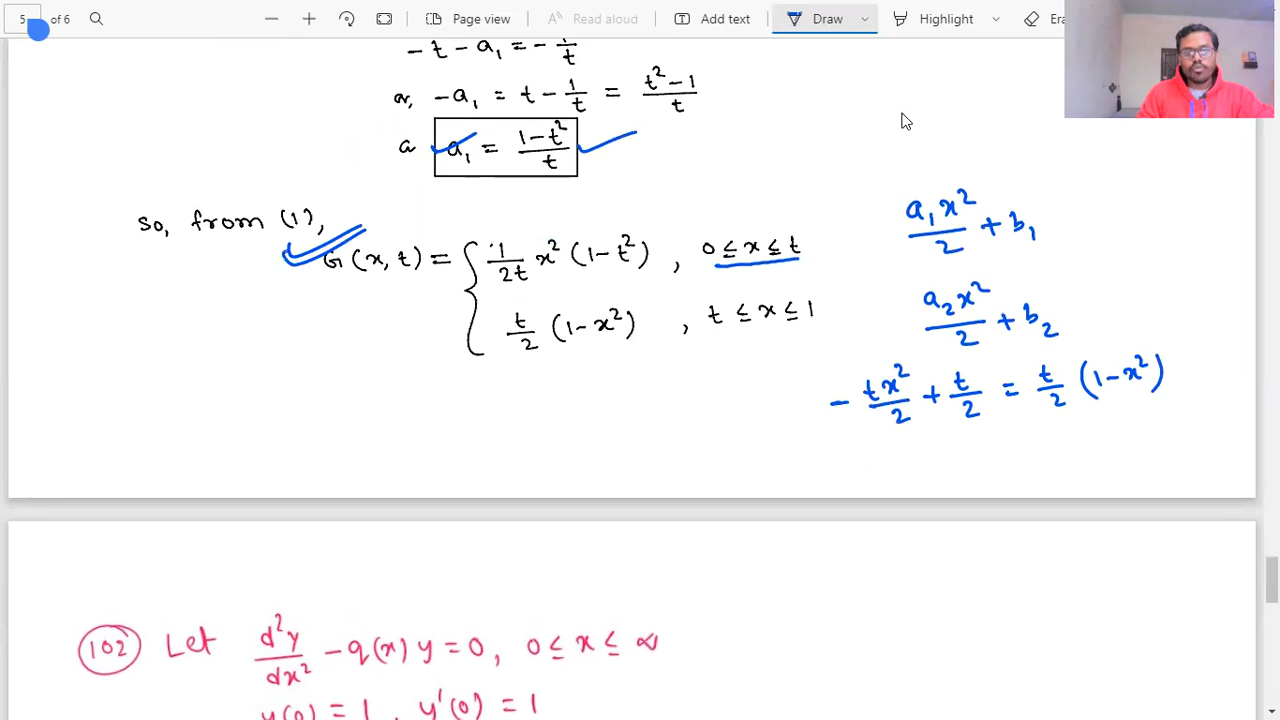 5 of 6 Page view Read aloud Add text Draw Highlight
- t - a₁ = - 1/t
or, - a₁ = t - 1/t = (t² - 1)/t
a₁ = (1 - t²)/t
So, from (1),
G(x, t) = { 1/(2t) x² (1 - t²) , 0 ≤ x ≤ t
t/2 (1 - x²) , t ≤ x ≤ 1
a₁x²/2 + b₁
a₂x²/2 + b₂
- tx²/2 + t/2 = t/2 (1 - x²)
102 Let d²y/dx² - q(x) y = 0, 0 ≤ x ≤ ∞
y(0) = 1, y'(0) = 1